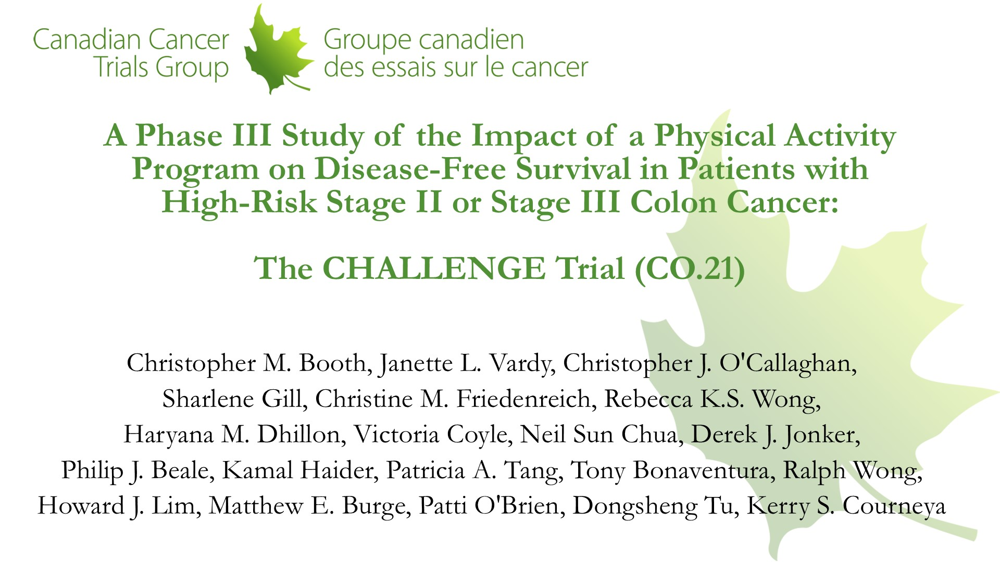 Canadian Cancer
Trials Group
Groupe canadien
des essais sur le cancer
A Phase III Study of the Impact of a Physical Activity
Program on Disease-Free Survival in Patients with
High-Risk Stage II or Stage III Colon Cancer:
The CHALLENGE Trial (CO.21)
Christopher M. Booth, Janette L. Vardy, Christopher J. O'Callaghan,
Sharlene Gill, Christine M. Friedenreich, Rebecca K.S. Wong,
Haryana M. Dhillon, Victoria Coyle, Neil Sun Chua, Derek J. Jonker,
Philip J. Beale, Kamal Haider, Patricia A. Tang, Tony Bonaventura, Ralph Wong,
Howard J. Lim, Matthew E. Burge, Patti O'Brien, Dongsheng Tu, Kerry S. Courneya